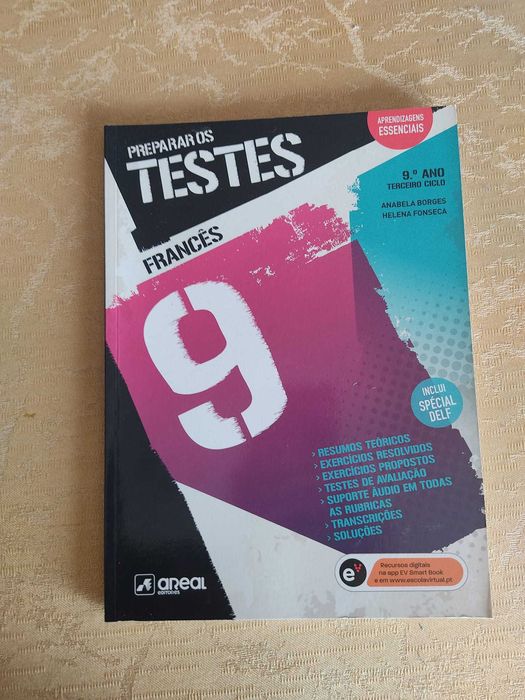 PREPARAR OS
TESTES
APRENDIZAGENS
ESSENCIAIS
9.º ANO
TERCEIRO CICLO
ANABELA BORGES
HELENA FONSECA
FRANCÊS
9
INCLUI
SPÉCIAL
DELF
> RESUMOS TEÓRICOS
> EXERCÍCIOS RESOLVIDOS
> EXERCÍCIOS PROPOSTOS
> TESTES DE AVALIAÇÃO
> SUPORTE ÁUDIO EM TODAS
AS RUBRICAS
> TRANSCRIÇÕES
> SOLUÇÕES
areal
editores
ev
Recursos digitais
na app EV Smart Book
e em www.escolavirtual.pt